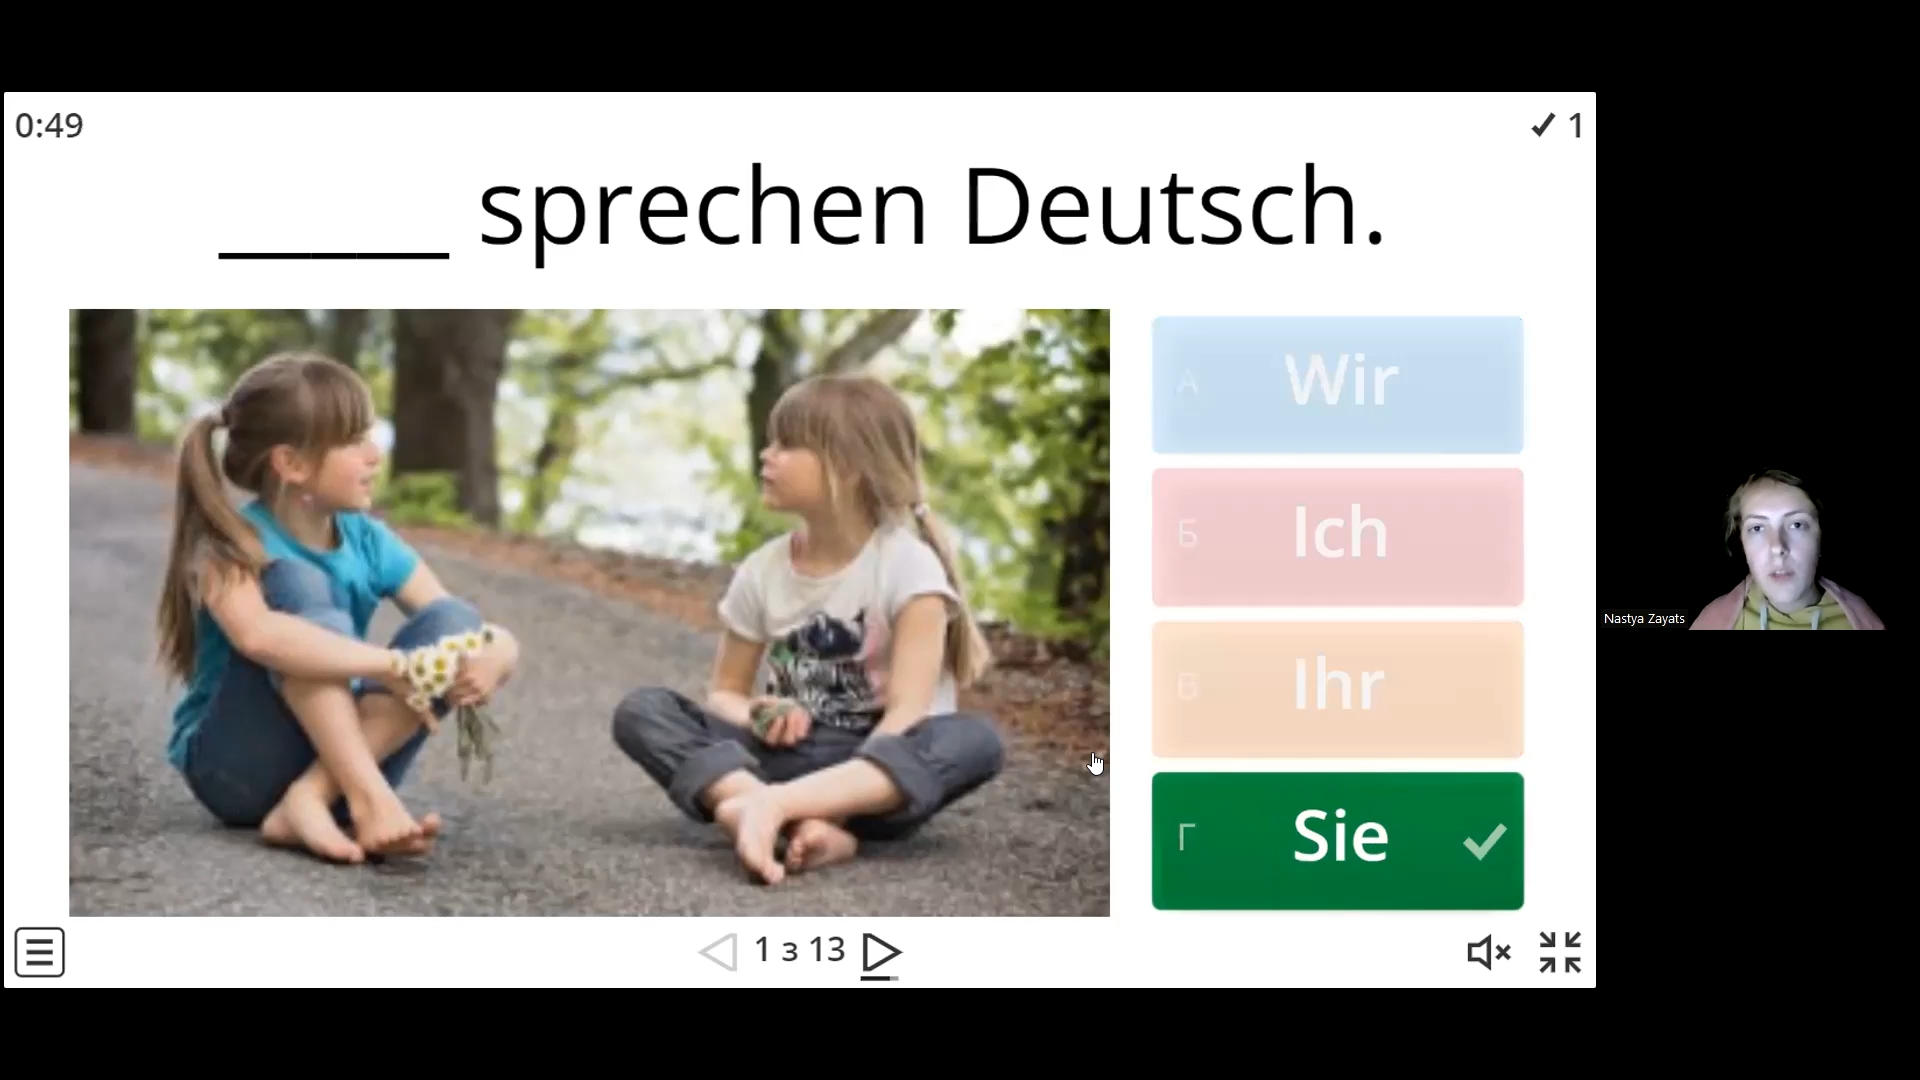 0:49
✓ 1
_____ sprechen Deutsch.
А Wir
Б Ich
В Ihr
Г Sie
1 з 13
Nastya Zayats